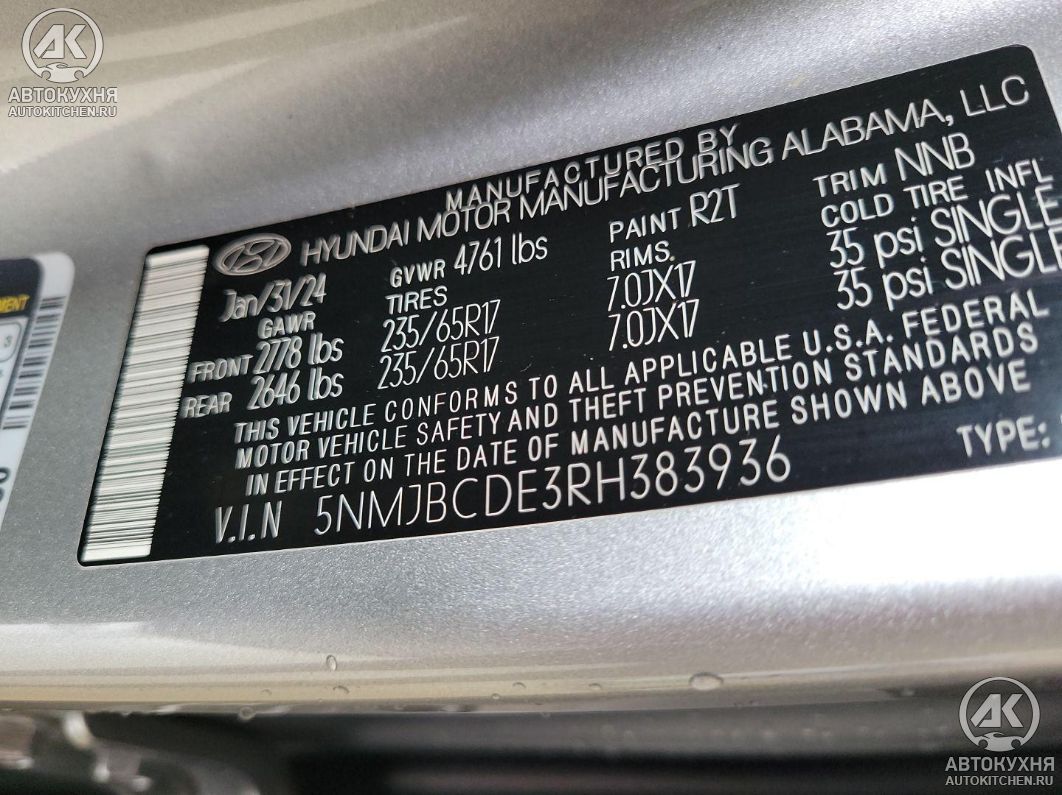 АВТОКУХНЯ
AUTOKITCHEN.RU
MANUFACTURED BY
HYUNDAI MOTOR MANUFACTURING ALABAMA, LLC
Jan/31/24 GVWR 4761 lbs PAINT R2T TRIM NNB
GAWR TIRES RIMS. COLD TIRE INFL
FRONT 2778 lbs 235/65R17 7.0JX17 35 psi SINGLE
REAR 2646 lbs 235/65R17 7.0JX17 35 psi SINGLE
THIS VEHICLE CONFORMS TO ALL APPLICABLE U.S.A. FEDERAL
MOTOR VEHICLE SAFETY AND THEFT PREVENTION STANDARDS
IN EFFECT ON THE DATE OF MANUFACTURE SHOWN ABOVE
V.I.N 5NMJBCDE3RH383936 TYPE:
АВТОКУХНЯ
AUTOKITCHEN.RU